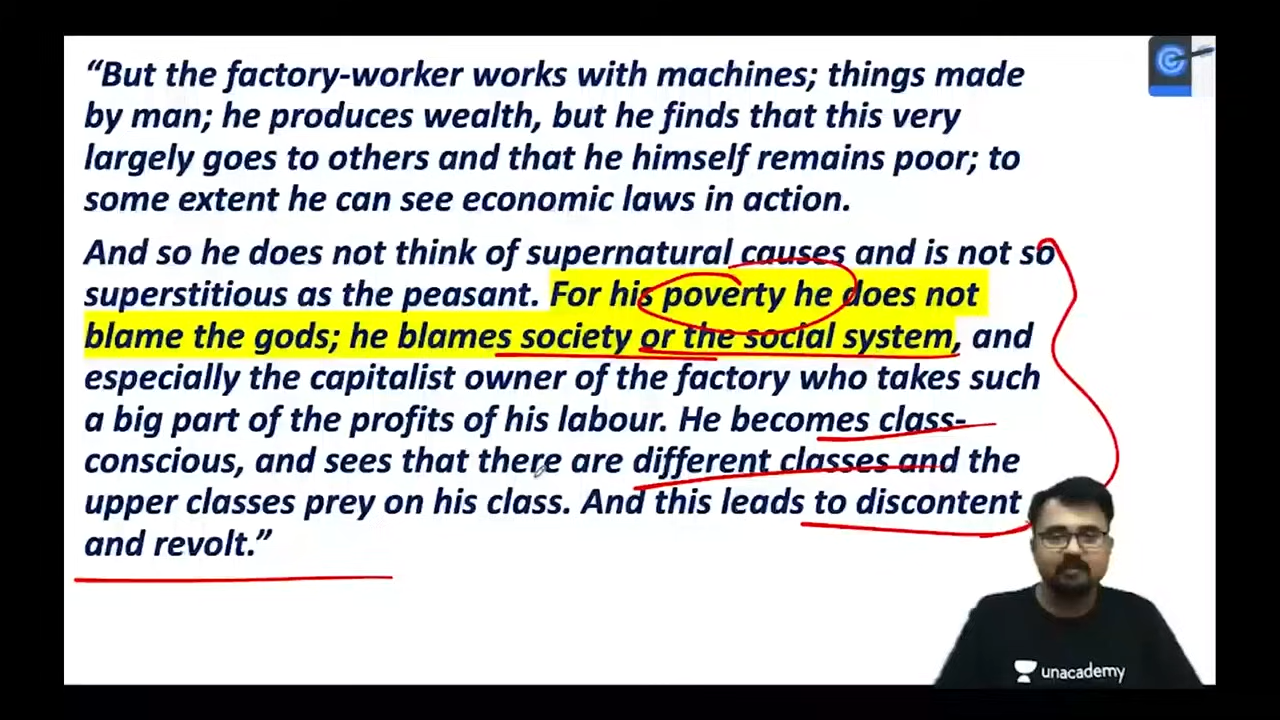 “But the factory-worker works with machines; things made
by man; he produces wealth, but he finds that this very
largely goes to others and that he himself remains poor; to
some extent he can see economic laws in action.
And so he does not think of supernatural causes and is not so
superstitious as the peasant. For his poverty he does not
blame the gods; he blames society or the social system, and
especially the capitalist owner of the factory who takes such
a big part of the profits of his labour. He becomes class-
conscious, and sees that there are different classes and the
upper classes prey on his class. And this leads to discontent
and revolt.”
unacademy